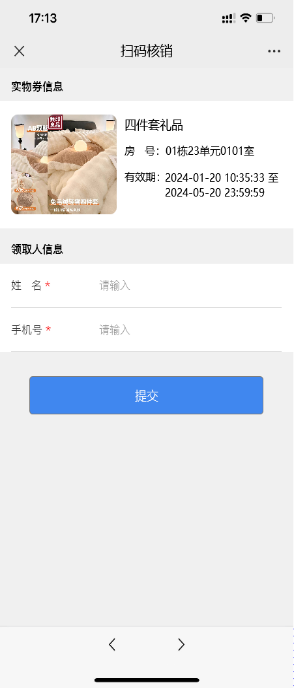 17:13
扫码核销
实物券信息
四件套礼品
房 号：01栋23单元0101室
有效期：2024-01-20 10:35:33 至
2024-05-20 23:59:59
领取人信息
姓 名 * 请输入
手机号 * 请输入
提交